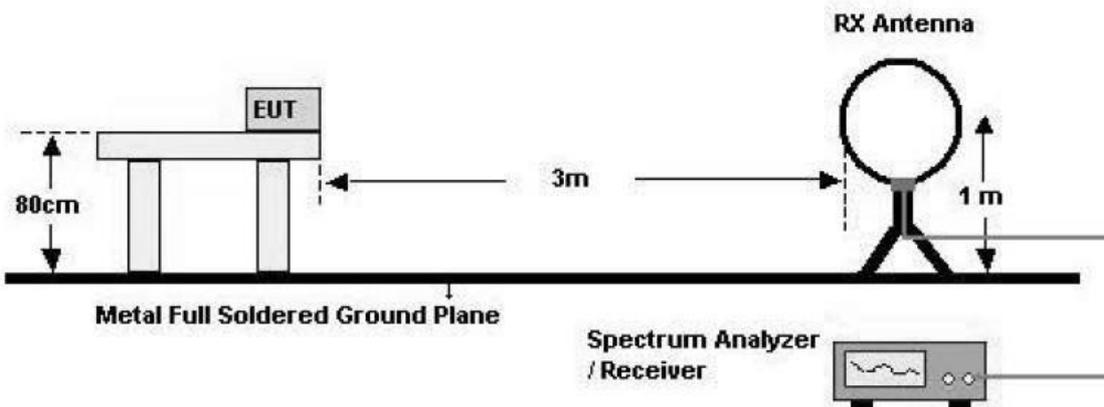 RX Antenna
EUT
3m
80cm
1 m
Metal Full Soldered Ground Plane
Spectrum Analyzer
/ Receiver